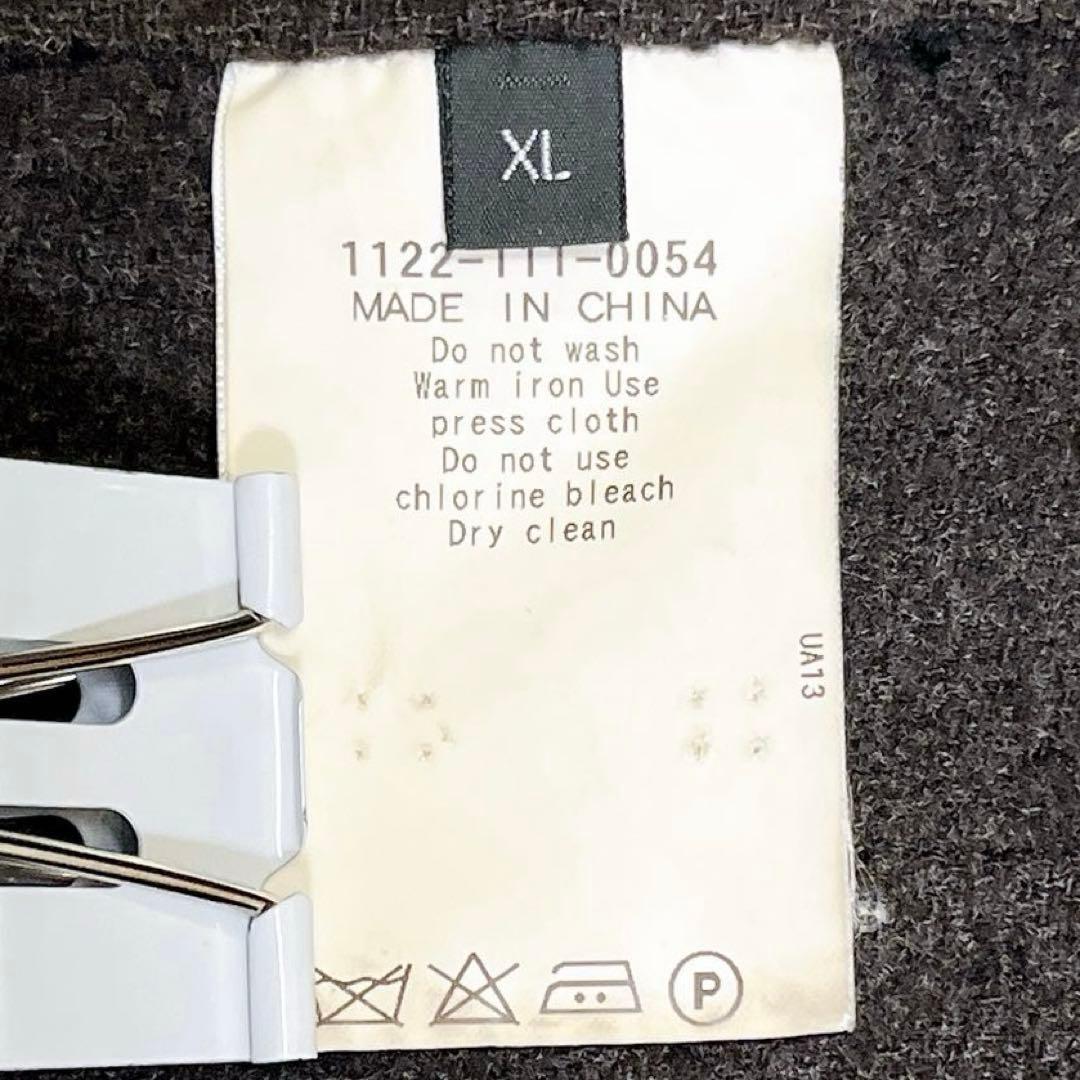 XL
1122-111-0054
MADE IN CHINA
Do not wash
Warm iron Use
press cloth
Do not use
chlorine bleach
Dry clean
UA13
P